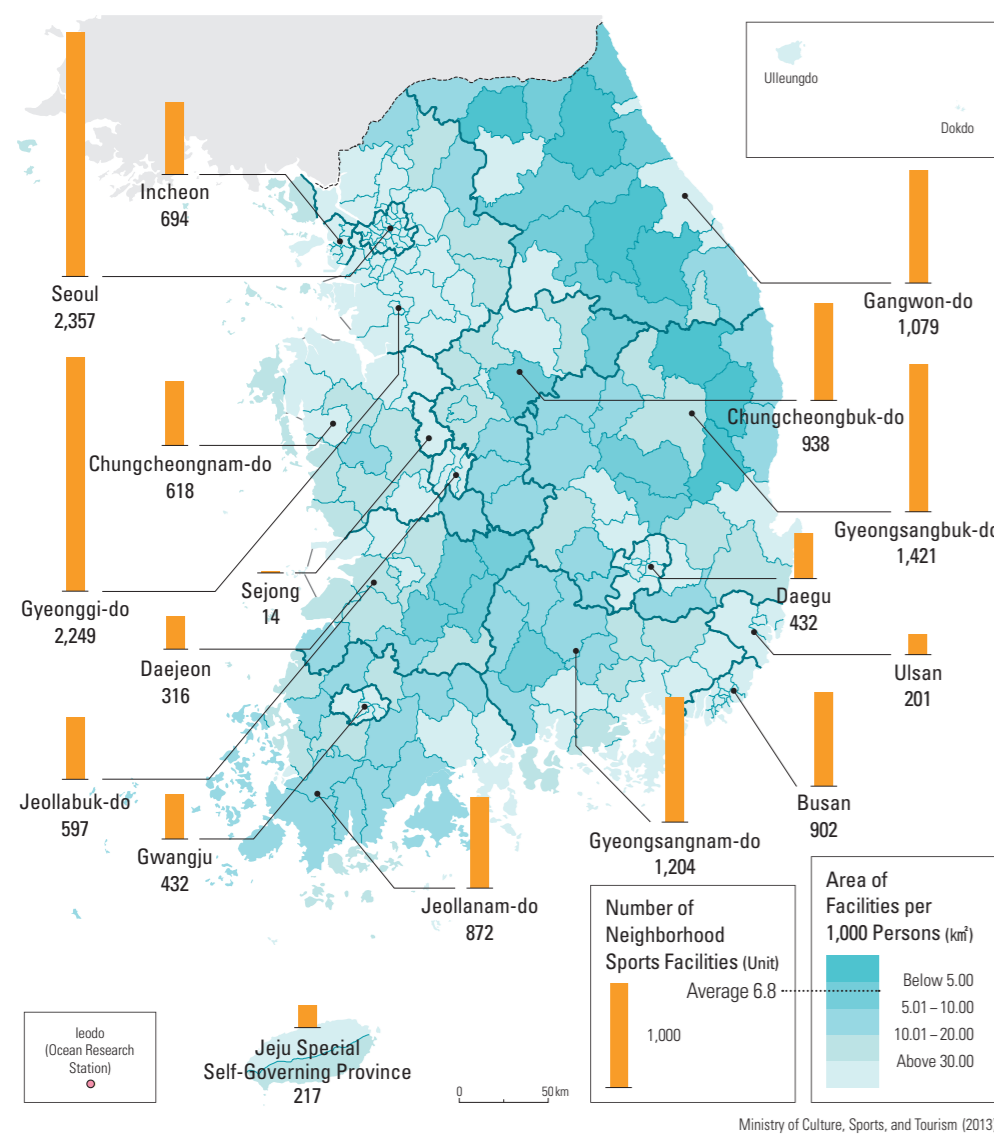 Ulleungdo
Dokdo
Incheon
694
Seoul
2,357
Gangwon-do
1,079
Chungcheongbuk-do
938
Chungcheongnam-do
618
Gyeongsangbuk-do
1,421
Gyeonggi-do
2,249
Sejong
14
Daegu
432
Daejeon
316
Ulsan
201
Jeollabuk-do
597
Busan
902
Gwangju
432
Gyeongsangnam-do
1,204
Jeollanam-do
872
Number of
Neighborhood
Sports Facilities (Unit)
Average 6.8
1,000
Area of
Facilities per
1,000 Persons (㎢)
Below 5.00
5.01–10.00
10.01–20.00
Above 30.00
Ieodo
(Ocean Research
Station)
Jeju Special
Self-Governing Province
217
0 50 km
Ministry of Culture, Sports, and Tourism (2013)